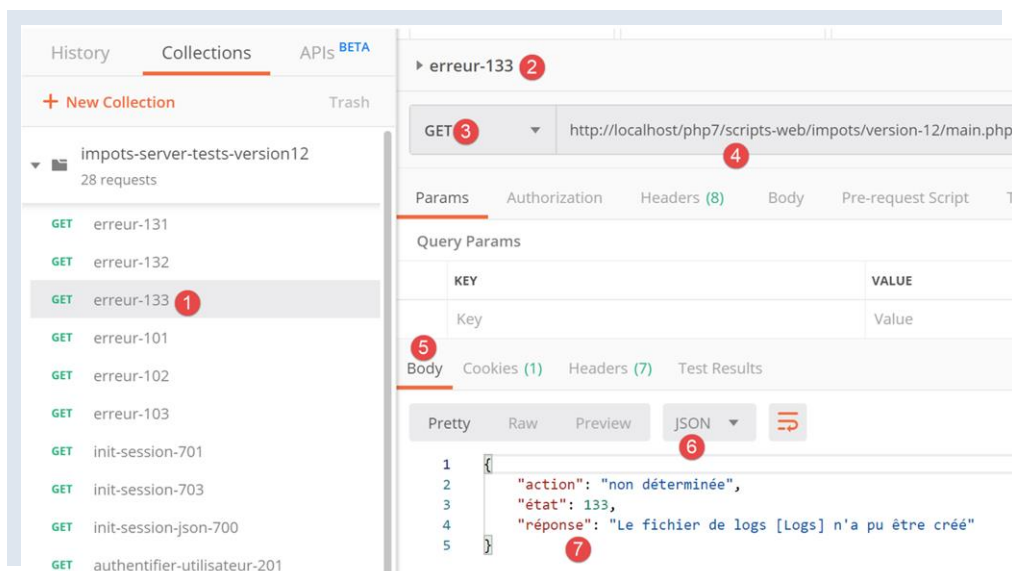 History Collections APIs BETA
+ New Collection Trash
impots-server-tests-version12
28 requests
GET erreur-131
GET erreur-132
GET erreur-133 1
GET erreur-101
GET erreur-102
GET erreur-103
GET init-session-701
GET init-session-703
GET init-session-json-700
GET authentifier-utilisateur-201
erreur-133 2
GET 3 http://localhost/php7/scripts-web/impots/version-12/main.php
4
Params Authorization Headers (8) Body Pre-request Script
Query Params
KEY VALUE
Key Value
5
Body Cookies (1) Headers (7) Test Results
Pretty Raw Preview JSON
6
1 {
2 "action": "non déterminée",
3 "état": 133,
4 "réponse": "Le fichier de logs [Logs] n'a pu être créé"
5 }
7